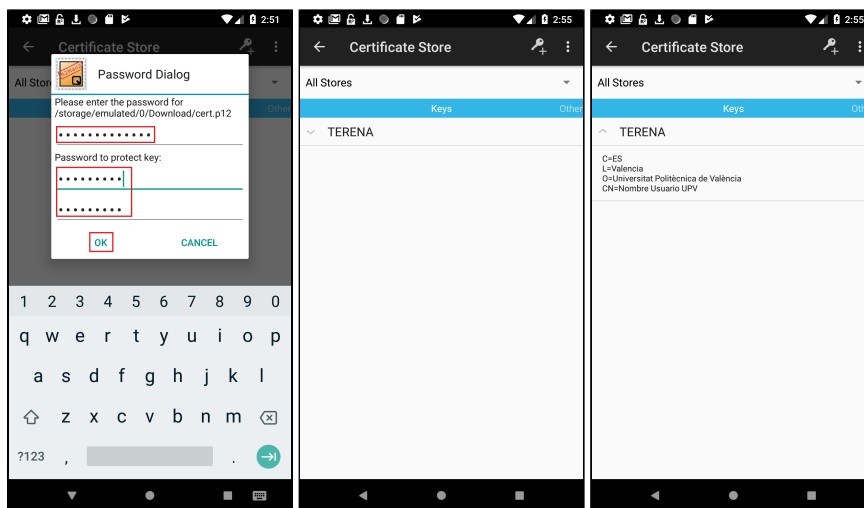 2:51
Certificate Store
All Stor
Other
Password Dialog
Please enter the password for
/storage/emulated/0/Download/cert.p12
Password to protect key:
OK
CANCEL
1 2 3 4 5 6 7 8 9 0
q w e r t y u i o p
a s d f g h j k l
z x c v b n m
?123 , .
2:55
Certificate Store
All Stores
Keys
Other
TERENA
2:55
Certificate Store
All Stores
Keys
Oth
TERENA
C=ES
L=Valencia
O=Universitat Politècnica de València
CN=Nombre Usuario UPV